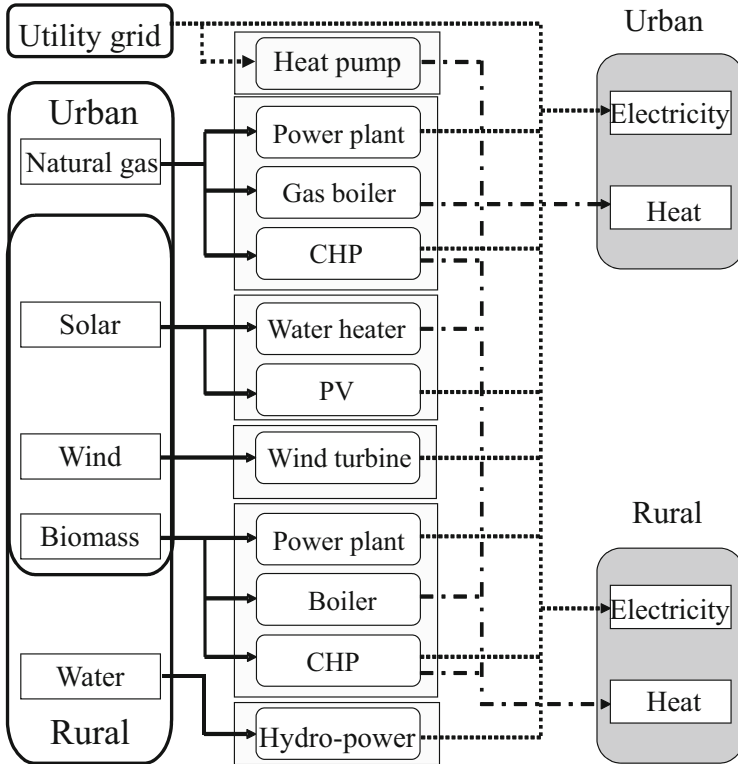 Utility grid
Urban
Natural gas
Solar
Wind
Biomass
Water
Rural
Heat pump
Power plant
Gas boiler
CHP
Water heater
PV
Wind turbine
Power plant
Boiler
CHP
Hydro-power
Urban
Electricity
Heat
Rural
Electricity
Heat